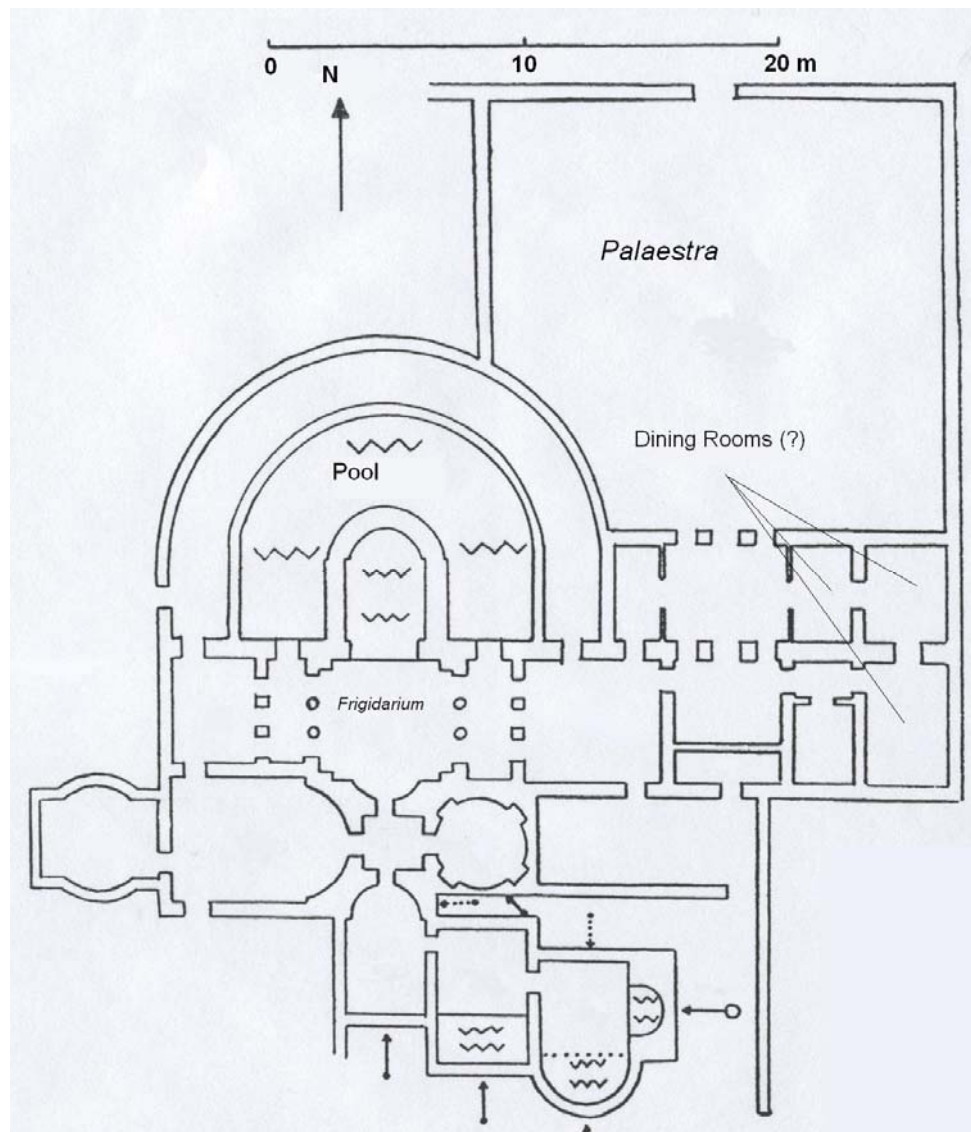 0 10 20 m
N
Palaestra
Dining Rooms (?)
Pool
Frigidarium